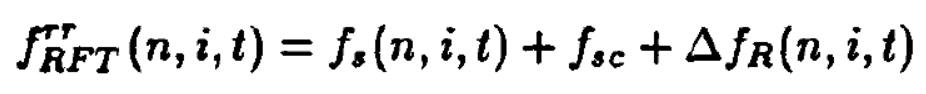 f^{rr}_{RFT}(n,i,t) = f_s(n,i,t) + f_{sc} + Δf_R(n,i,t)